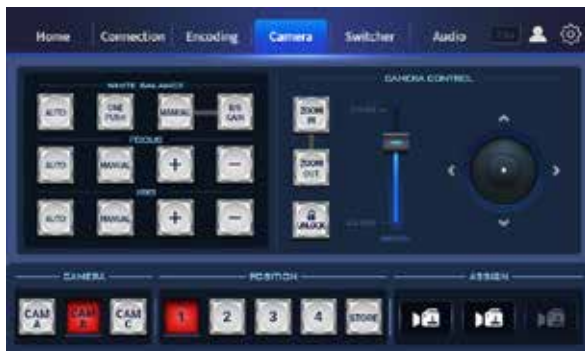 Home Connection Encoding Camera Switcher Audio
WHITE BALANCE
CAMERA CONTROL
AUTO
ONE PUSH
MANUAL
R/B GAIN
ZOOM IN
FOCUS
AUTO MANUAL + −
ZOOM OUT
IRIS
AUTO MANUAL + −
UNLOCK
CAMERA POSITION ASSIGN
CAM A
CAM B
CAM C
1 2 3 4 STORE